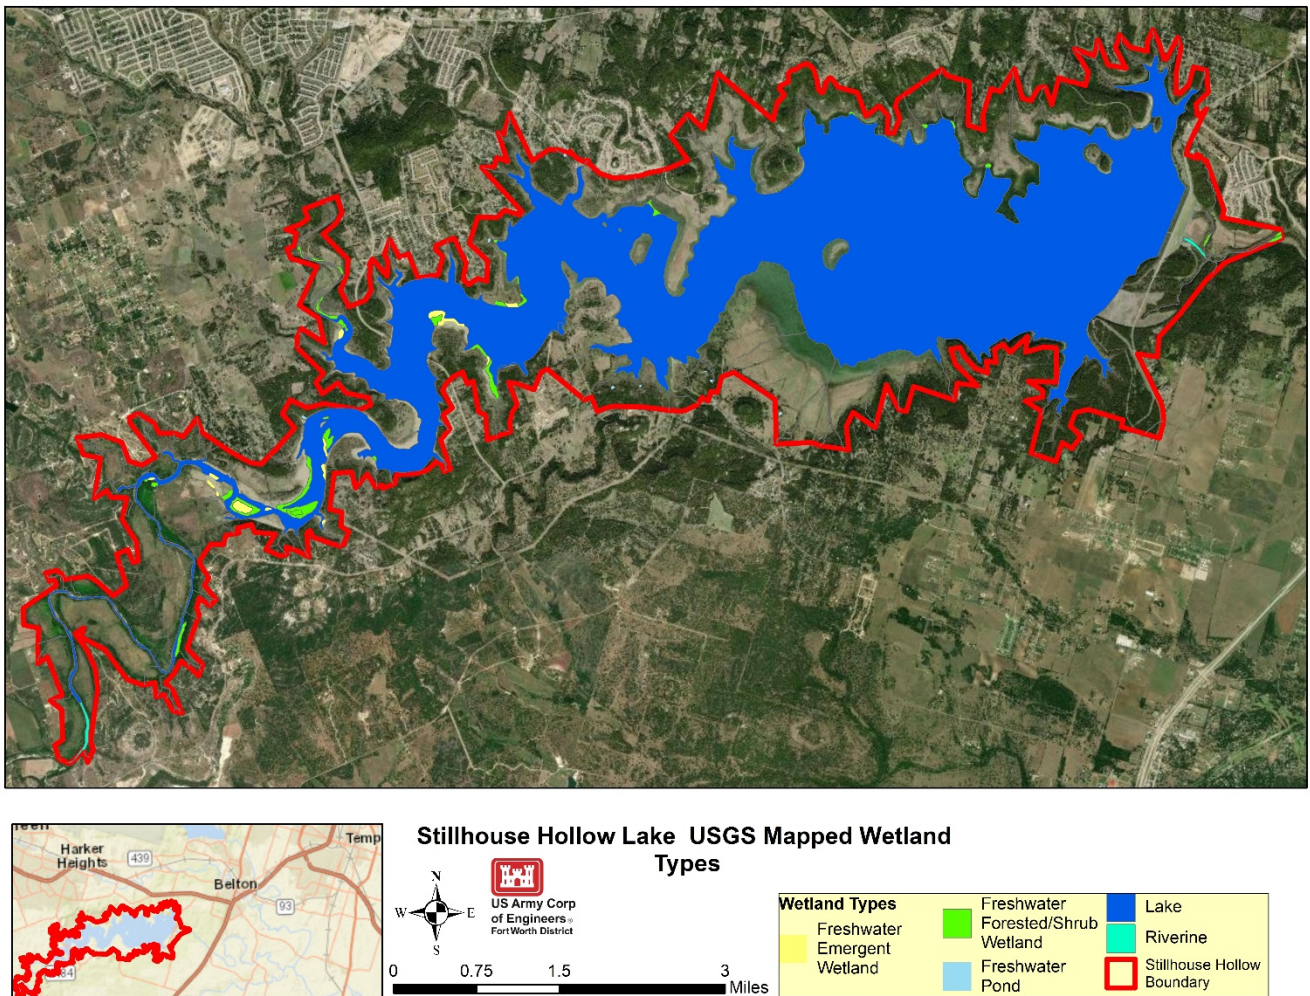 Stillhouse Hollow Lake USGS Mapped Wetland
Types
Harker
Heights
439
Belton
93
N
W
E
S
US Army Corp
of Engineers®
Fort Worth District
0
0.75
1.5
3
Miles
Wetland Types
Freshwater
Emergent
Wetland
Freshwater
Forested/Shrub
Wetland
Freshwater
Pond
Lake
Riverine
Stillhouse Hollow
Boundary